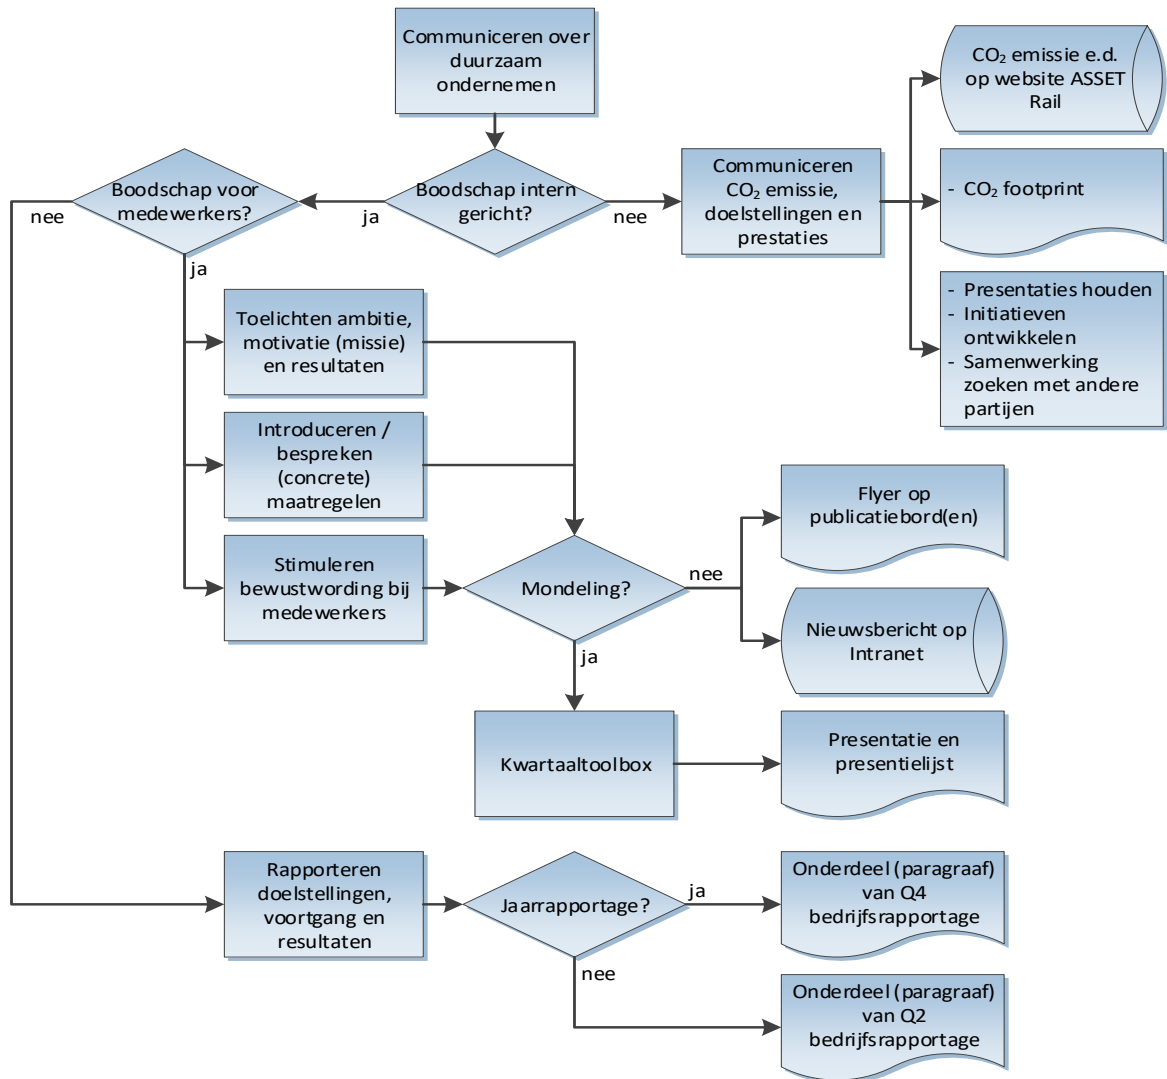 Communiceren over
duurzaam
ondernemen
CO₂ emissie e.d.
op website ASSET
Rail
Boodschap voor
medewerkers?
nee
ja
Boodschap intern
gericht?
ja
nee
Communiceren
CO₂ emissie,
doelstellingen en
prestaties
- CO₂ footprint
- Presentaties houden
- Initiatieven
ontwikkelen
- Samenwerking
zoeken met andere
partijen
Toelichten ambitie,
motivatie (missie)
en resultaten
Introduceren /
bespreken
(concrete)
maatregelen
Stimuleren
bewustwording bij
medewerkers
Mondeling?
nee
ja
Flyer op
publicatiebord(en)
Nieuwsbericht op
Intranet
Kwartaaltoolbox
Presentatie en
presentielijst
Rapporteren
doelstellingen,
voortgang en
resultaten
Jaarrapportage?
ja
nee
Onderdeel (paragraaf)
van Q4
bedrijfsrapportage
Onderdeel (paragraaf)
van Q2
bedrijfsrapportage